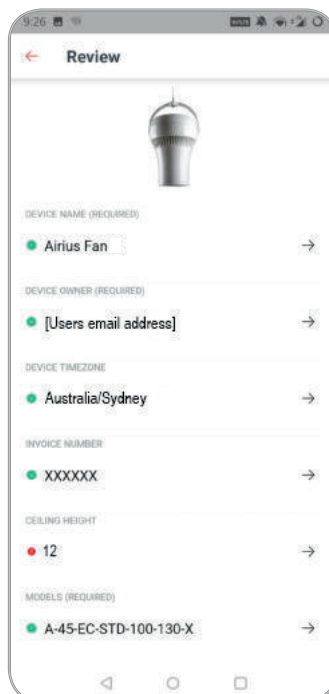 9:26
Review
DEVICE NAME (REQUIRED)
Airius Fan
DEVICE OWNER (REQUIRED)
[Users email address]
DEVICE TIMEZONE
Australia/Sydney
INVOICE NUMBER
XXXXXX
CEILING HEIGHT
12
MODELS (REQUIRED)
A-45-EC-STD-100-130-X